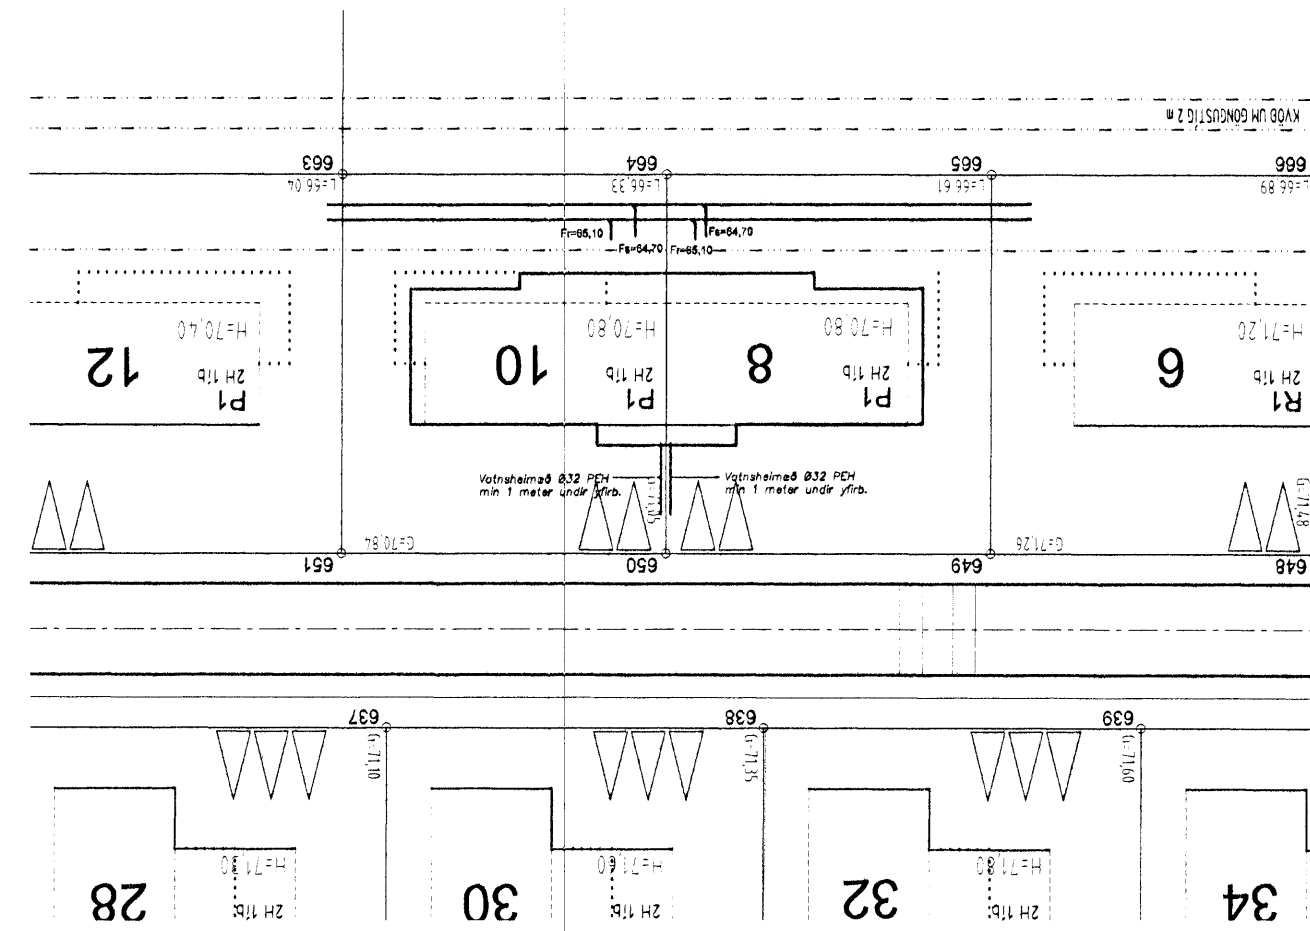 KVÖÐ UM GÖNGUSTÍG 2 m
663
664
665
666
L=66.04
L=66,33
L=66.61
L=66.89
Fr=65,10
Fs=64,70
Fs=64,70
Fr=65,10
H=70,40
H=70,80
H=70.80
H=71,20
12
10
8
6
2H 1íb
2H 1íb
2H 1íb
2H 1íb
P1
P1
P1
R1
Vatnsheimæð Ø32 PEH
min 1 meter undir yfirb.
Vatnsheimæð Ø32 PEH
min 1 meter undir yfirb.
G=71,48
G=70,84
G=71,26
651
650
649
648
637
638
639
G=71,10
G=71,35
G=71,60
H=71,30
H=71,60
H=71,80
28
30
32
34
2H 1íb.
2H 1íb.
2H 1íb.